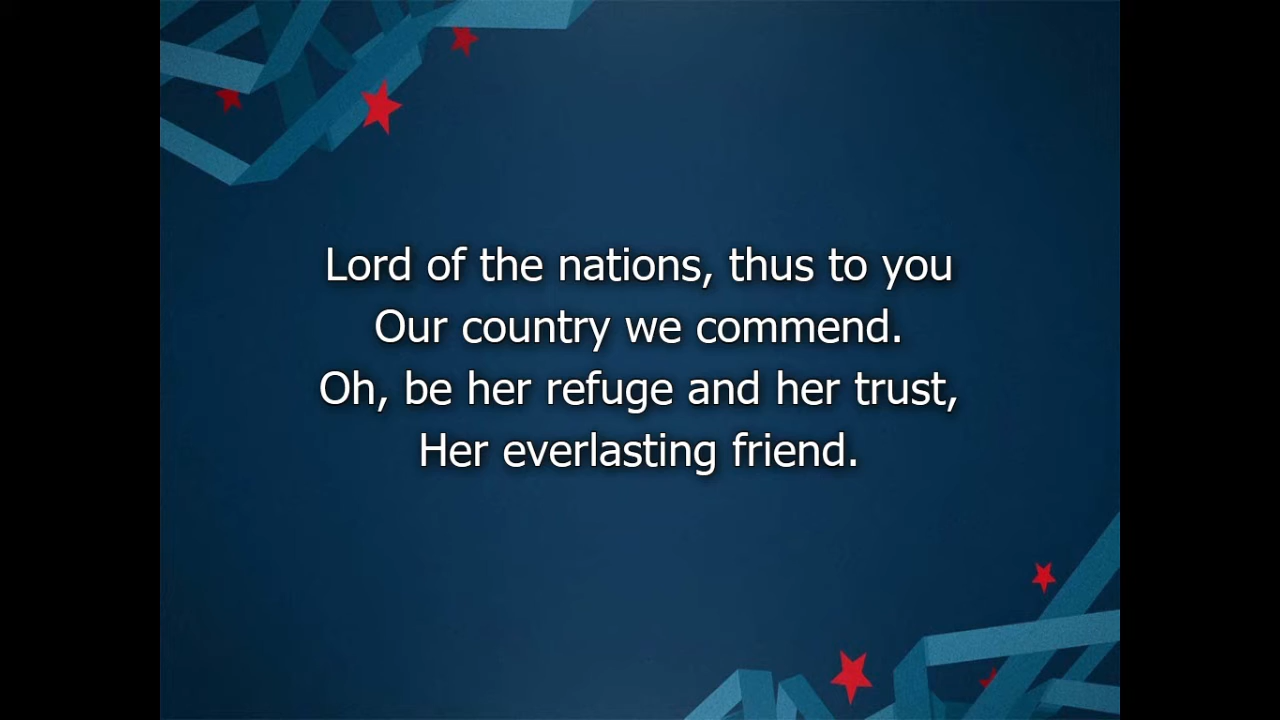 Lord of the nations, thus to you
Our country we commend.
Oh, be her refuge and her trust,
Her everlasting friend.